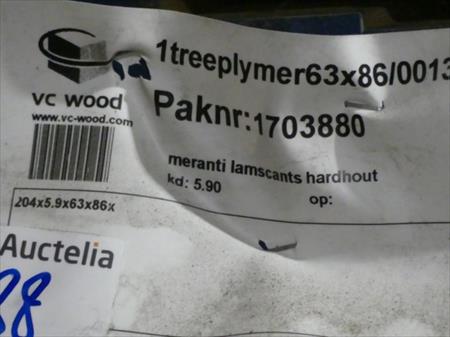 1treeplymer63x86/0013
VC WOOD
www.vc-wood.com
Paknr:1703880
meranti lamscants hardhout
kd: 5.90
op:
204x5.9x63x86x
Auctelia
88